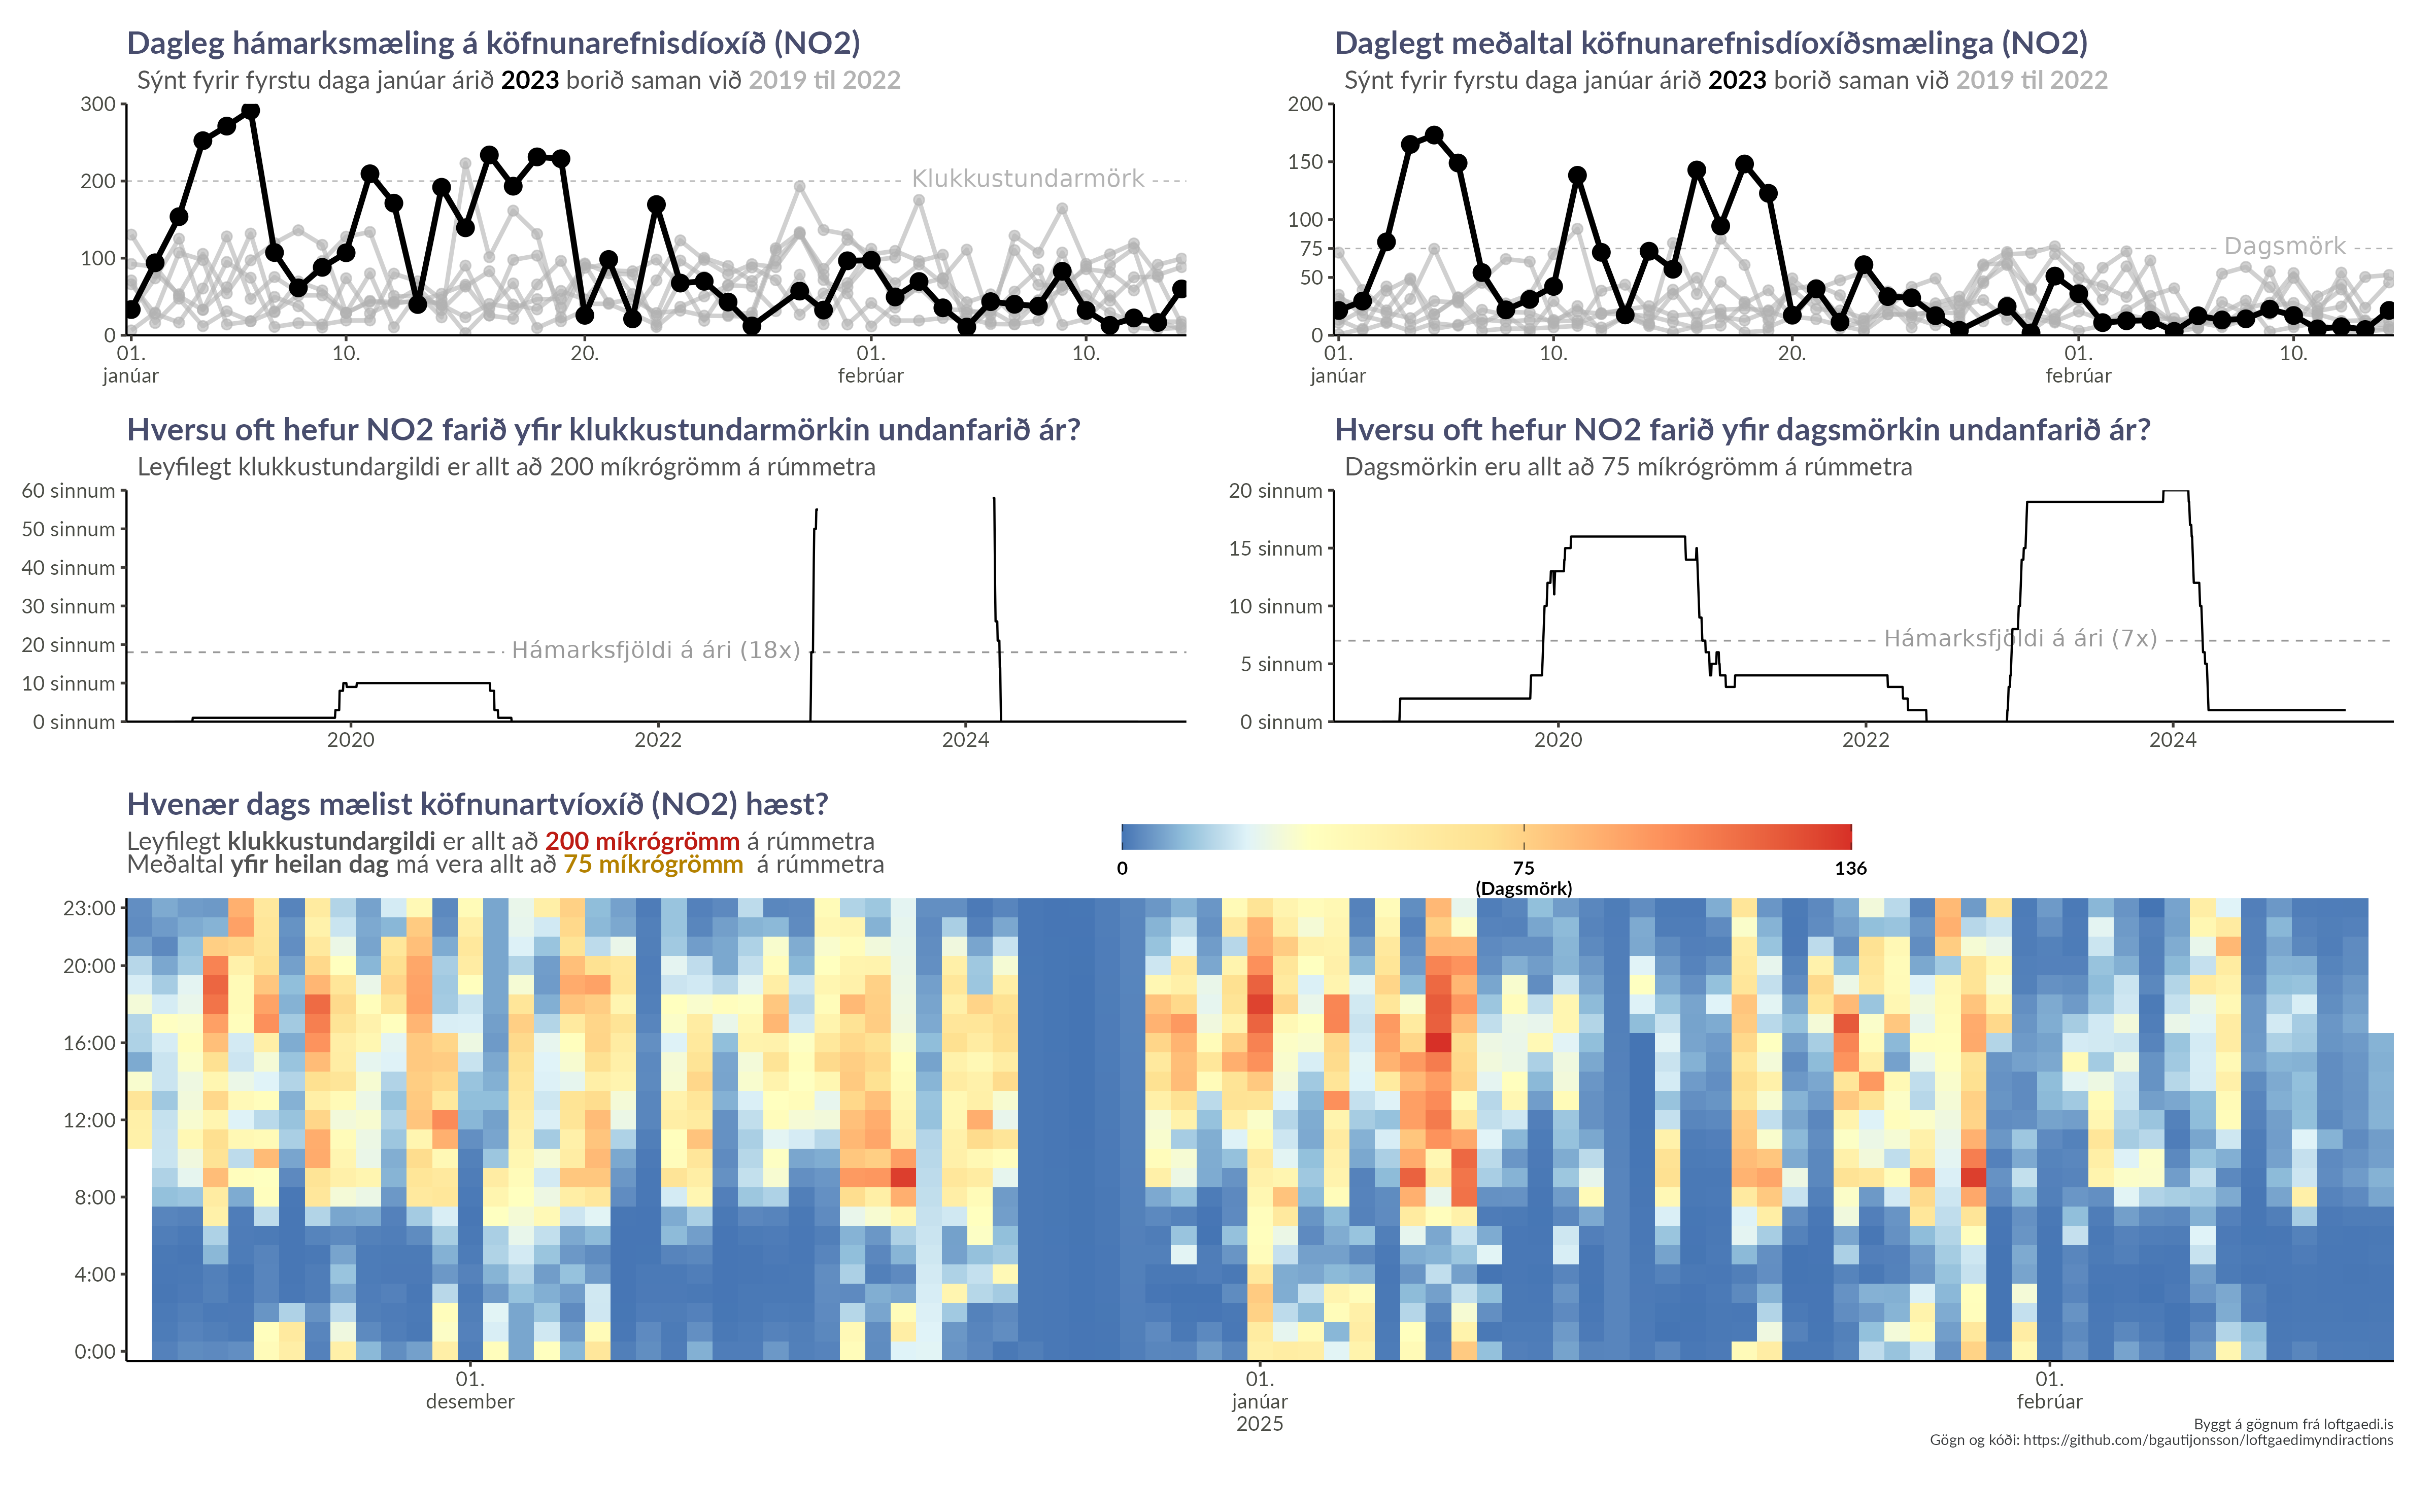 Dagleg hámarksmæling á köfnunarefnisdíoxíð (NO2)
Sýnt fyrir fyrstu daga janúar árið 2023 borið saman við 2019 til 2022
300
200
100
0
Klukkustundarmörk
01.
janúar
10.
20.
01.
febrúar
10.
Daglegt meðaltal köfnunarefnisdíoxíðsmælinga (NO2)
Sýnt fyrir fyrstu daga janúar árið 2023 borið saman við 2019 til 2022
200
150
100
75
50
0
Dagsmörk
01.
janúar
10.
20.
01.
febrúar
10.
Hversu oft hefur NO2 farið yfir klukkustundarmörkin undanfarið ár?
Leyfilegt klukkustundargildi er allt að 200 míkrógrömm á rúmmetra
60 sinnum
50 sinnum
40 sinnum
30 sinnum
20 sinnum
10 sinnum
0 sinnum
Hámarksfjöldi á ári (18x)
2020
2022
2024
Hversu oft hefur NO2 farið yfir dagsmörkin undanfarið ár?
Dagsmörkin eru allt að 75 míkrógrömm á rúmmetra
20 sinnum
15 sinnum
10 sinnum
5 sinnum
0 sinnum
Hámarksfjöldi á ári (7x)
2020
2022
2024
Hvenær dags mælist köfnunartvíoxíð (NO2) hæst?
Leyfilegt klukkustundargildi er allt að 200 míkrógrömm á rúmmetra
Meðaltal yfir heilan dag má vera allt að 75 míkrógrömm á rúmmetra
0
75
(Dagsmörk)
136
23:00
20:00
16:00
12:00
8:00
4:00
0:00
01.
desember
01.
janúar
2025
01.
febrúar
Byggt á gögnum frá loftgaedi.is
Gögn og kóði: https://github.com/bgautijonsson/loftgaedimyndiractions